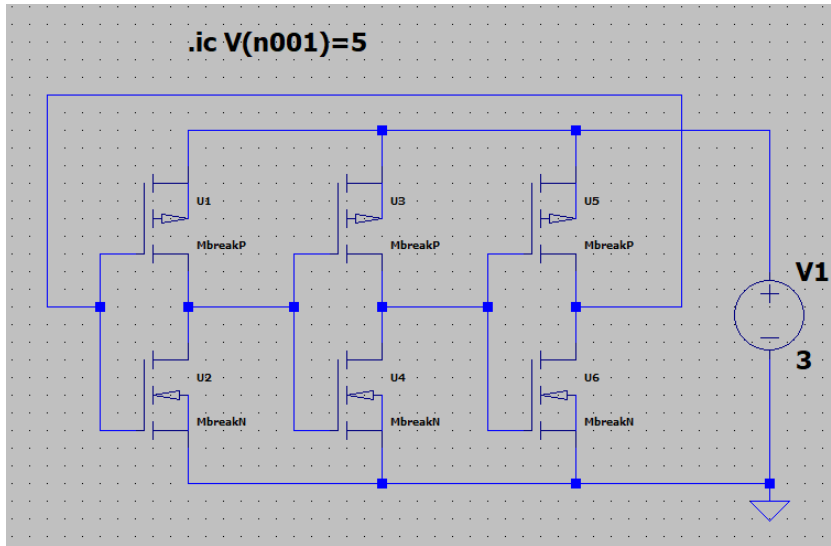 .ic V(n001)=5
U1
U3
U5
MbreakP
MbreakP
MbreakP
V1
U2
U4
U6
3
MbreakN
MbreakN
MbreakN